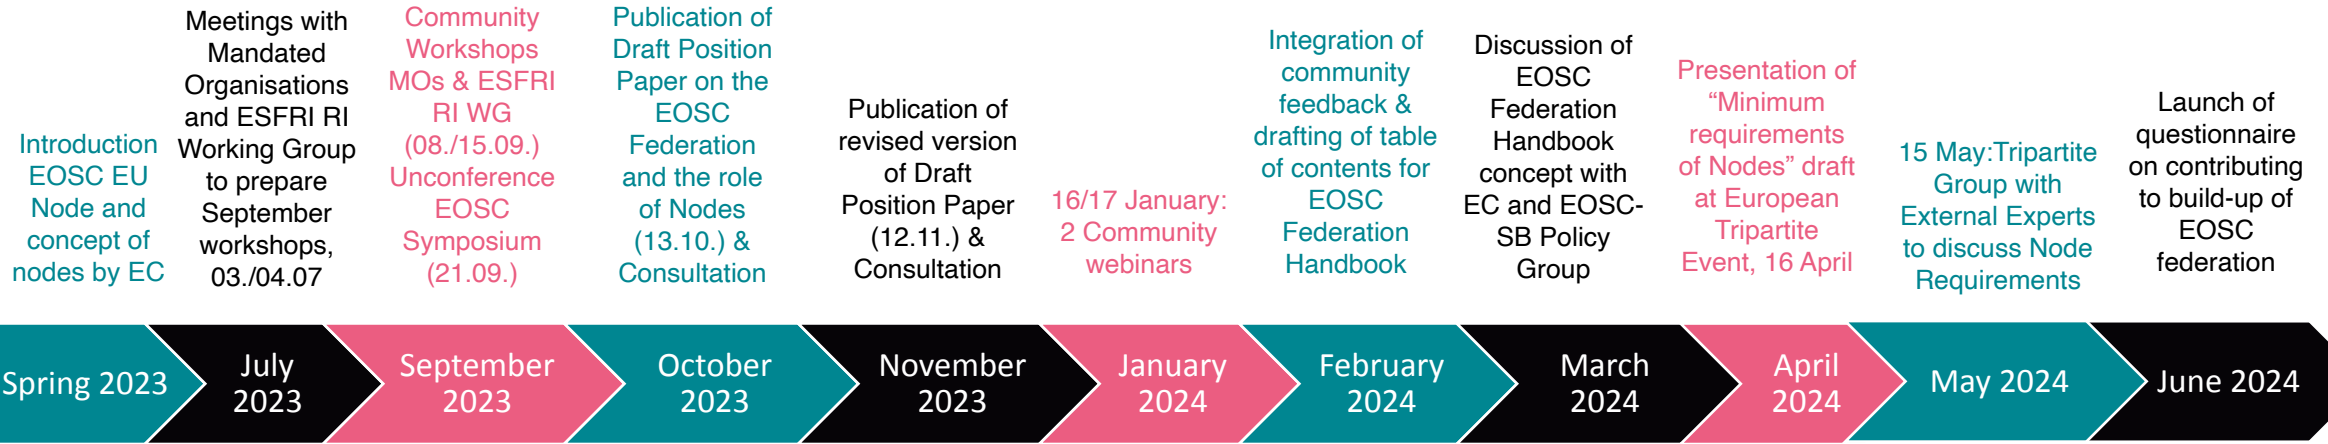 Introduction
EOSC EU
Node and
concept of
nodes by EC
Meetings with
Mandated
Organisations
and ESFRI RI
Working Group
to prepare
September
workshops,
03./04.07
Community
Workshops
MOs & ESFRI
RI WG
(08./15.09.)
Unconference
EOSC
Symposium
(21.09.)
Publication of
Draft Position
Paper on the
EOSC
Federation
and the role
of Nodes
(13.10.) &
Consultation
Publication of
revised version
of Draft
Position Paper
(12.11.) &
Consultation
16/17 January:
2 Community
webinars
Integration of
community
feedback &
drafting of table
of contents for
EOSC
Federation
Handbook
Discussion of
EOSC
Federation
Handbook
concept with
EC and EOSC-
SB Policy
Group
Presentation of
“Minimum
requirements
of Nodes” draft
at European
Tripartite
Event, 16 April
15 May:Tripartite
Group with
External Experts
to discuss Node
Requirements
Launch of
questionnaire
on contributing
to build-up of
EOSC
federation
Spring 2023
July
2023
September
2023
October
2023
November
2023
January
2024
February
2024
March
2024
April
2024
May 2024
June 2024